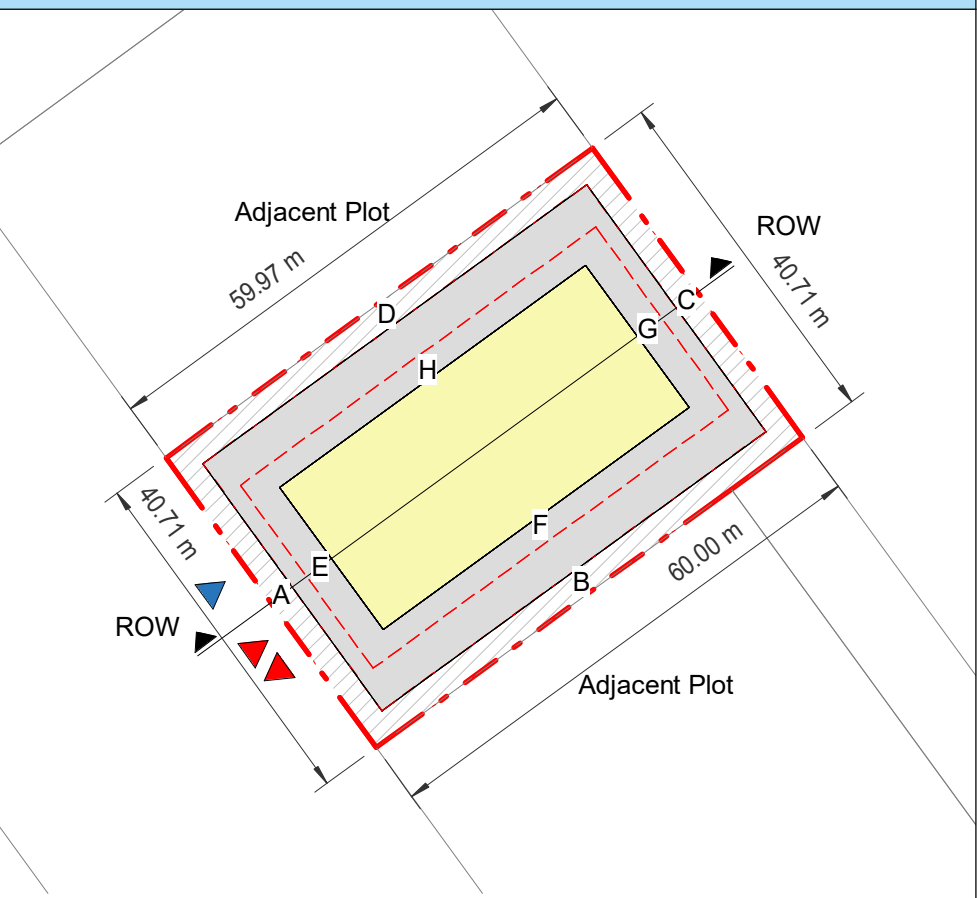 Adjacent Plot
ROW
59.97 m
40.71 m
D
C
G
H
40.71 m
F
E
60.00 m
B
A
ROW
Adjacent Plot